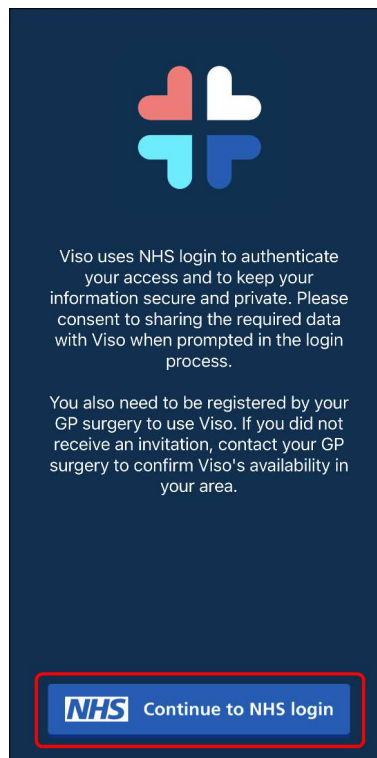 Viso uses NHS login to authenticate
your access and to keep your
information secure and private. Please
consent to sharing the required data
with Viso when prompted in the login
process.
You also need to be registered by your
GP surgery to use Viso. If you did not
receive an invitation, contact your GP
surgery to confirm Viso's availability in
your area.
NHS Continue to NHS login